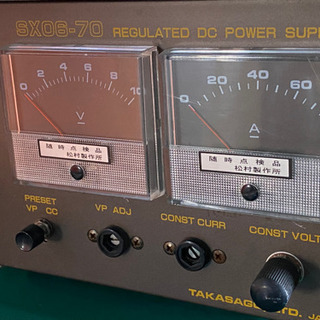 SX06-70 REGULATED DC POWER SUPP
0 2 4 6 8 10
V
0 20 40 60
A
随時点検品
松村製作所
随時点検品
松村製作所
PRESET
VP CC
VP ADJ
CONST CURR
CONST VOLT
TAKASAGO LTD. JA